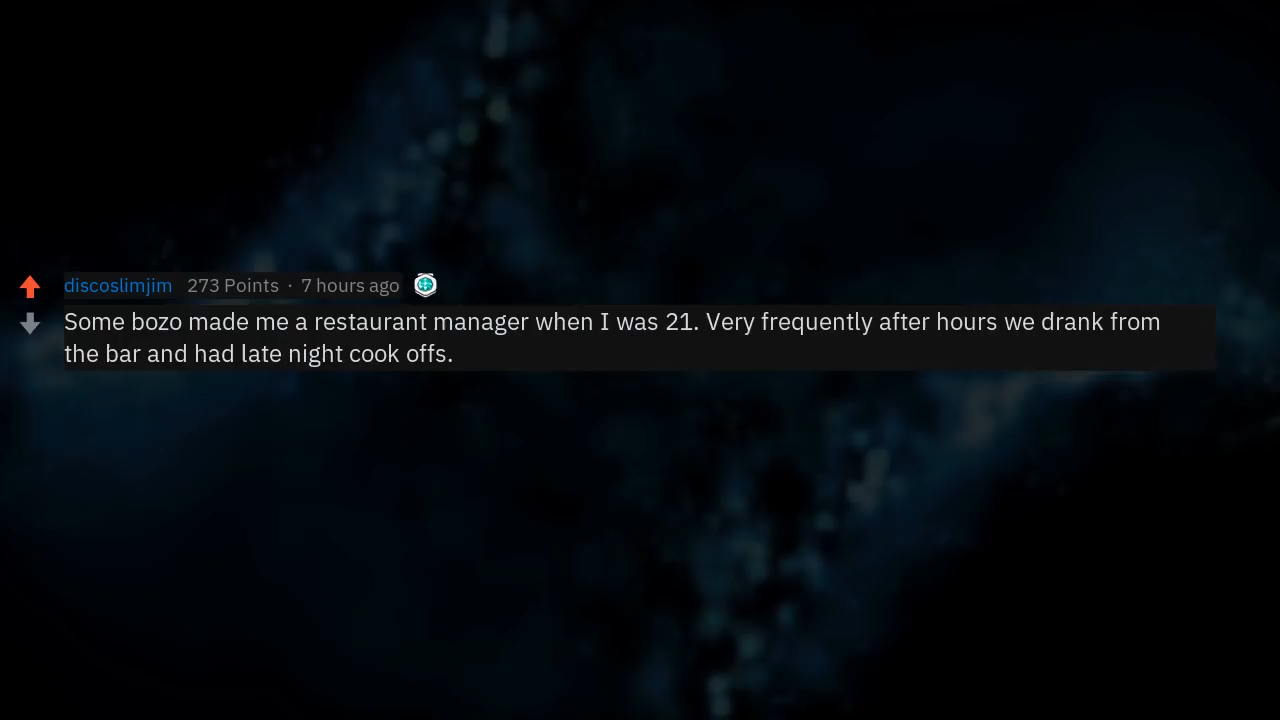 discoslimjim 273 Points · 7 hours ago
Some bozo made me a restaurant manager when I was 21. Very frequently after hours we drank from
the bar and had late night cook offs.